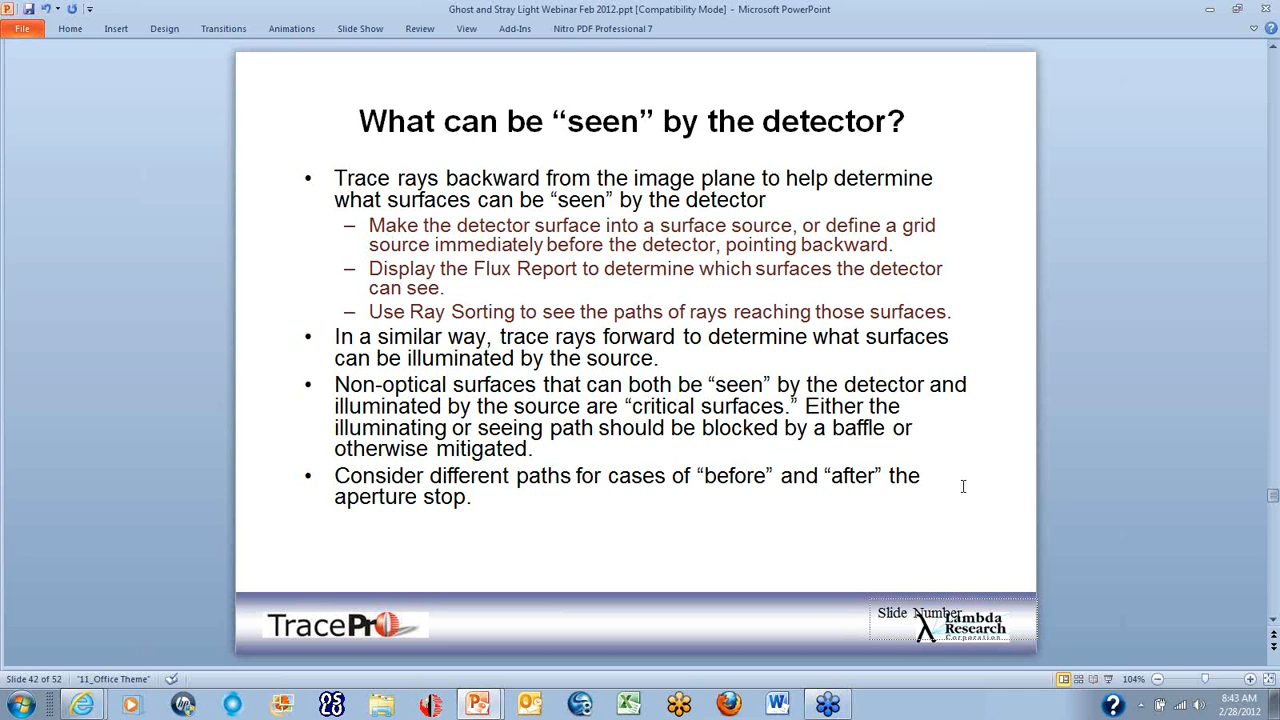 Ghost and Stray Light Webinar Feb 2012.ppt [Compatibility Mode] - Microsoft PowerPoint
File Home Insert Design Transitions Animations Slide Show Review View Add-Ins Nitro PDF Professional 7
What can be “seen” by the detector?
• Trace rays backward from the image plane to help determine
what surfaces can be “seen” by the detector
– Make the detector surface into a surface source, or define a grid
source immediately before the detector, pointing backward.
– Display the Flux Report to determine which surfaces the detector
can see.
– Use Ray Sorting to see the paths of rays reaching those surfaces.
• In a similar way, trace rays forward to determine what surfaces
can be illuminated by the source.
• Non-optical surfaces that can both be “seen” by the detector and
illuminated by the source are “critical surfaces.” Either the
illuminating or seeing path should be blocked by a baffle or
otherwise mitigated.
• Consider different paths for cases of “before” and “after” the
aperture stop.
TracePro
Slide Number
Lambda
Research
Corporation
Slide 42 of 52 "11_Office Theme" 104%
8:43 AM
2/28/2012